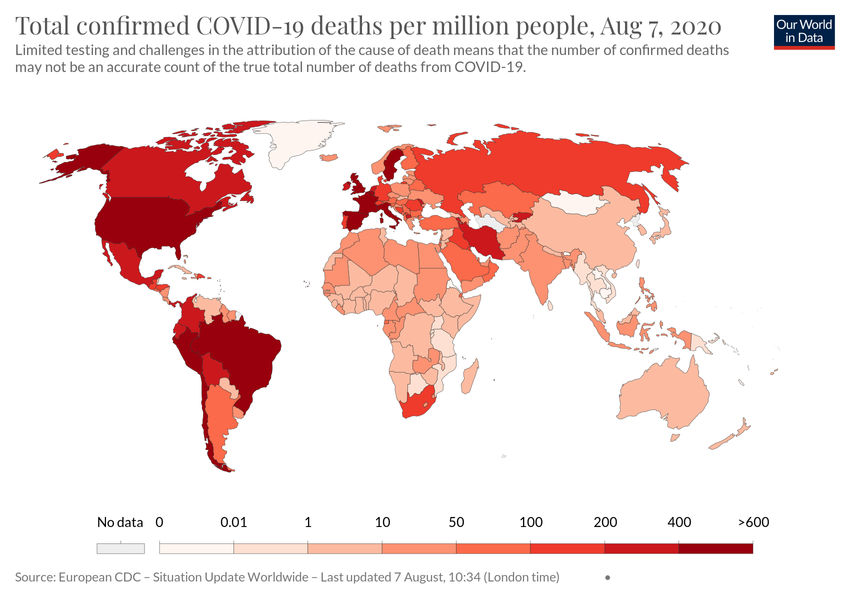 Total confirmed COVID-19 deaths per million people, Aug 7, 2020
Our World
in Data
Limited testing and challenges in the attribution of the cause of death means that the number of confirmed deaths
may not be an accurate count of the true total number of deaths from COVID-19.
No data 0 0.01 1 10 50 100 200 400 >600
Source: European CDC – Situation Update Worldwide – Last updated 7 August, 10:34 (London time) •